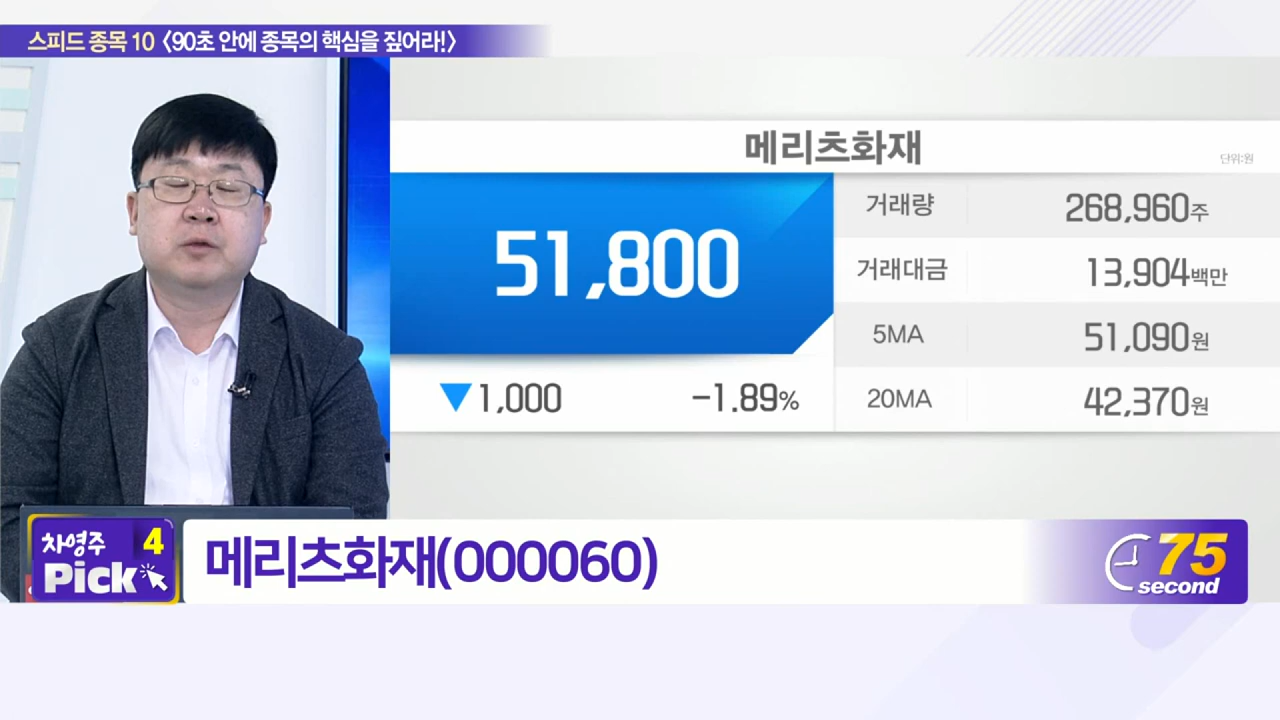 스피드 종목 10 <90초 안에 종목의 핵심을 짚어라!>
메리츠화재
단위:원
51,800
▼1,000 -1.89%
거래량 268,960주
거래대금 13,904백만
5MA 51,090원
20MA 42,370원
차영주 4
Pick
메리츠화재(000060)
75
second